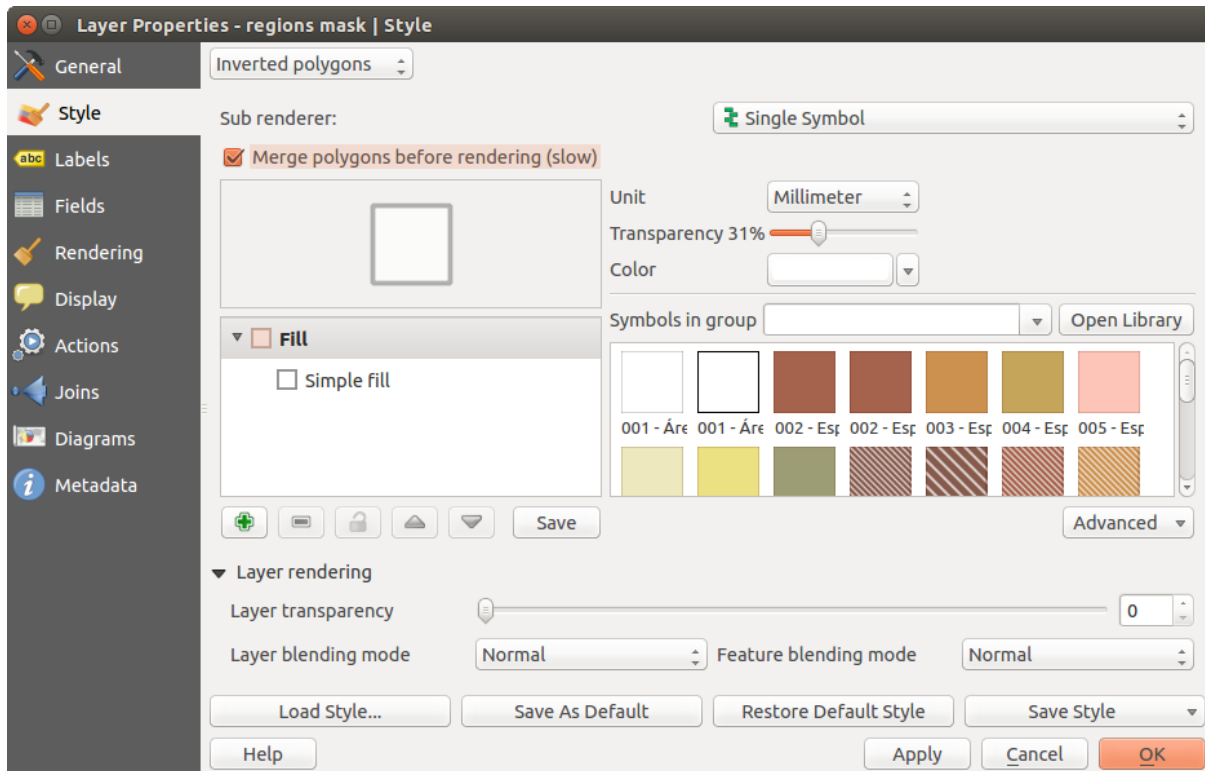 Layer Properties - regions mask | Style
General
Inverted polygons
Style
Sub renderer:
Single Symbol
abc Labels
Merge polygons before rendering (slow)
Fields
Unit
Millimeter
Transparency 31%
Rendering
Color
Display
Symbols in group
Open Library
Fill
Actions
Simple fill
Joins
001 - Áre 001 - Áre 002 - Esp 002 - Esp 003 - Esp 004 - Esp 005 - Esp
Diagrams
Metadata
Save
Advanced
Layer rendering
Layer transparency
0
Layer blending mode
Normal
Feature blending mode
Normal
Load Style...
Save As Default
Restore Default Style
Save Style
Help
Apply
Cancel
OK